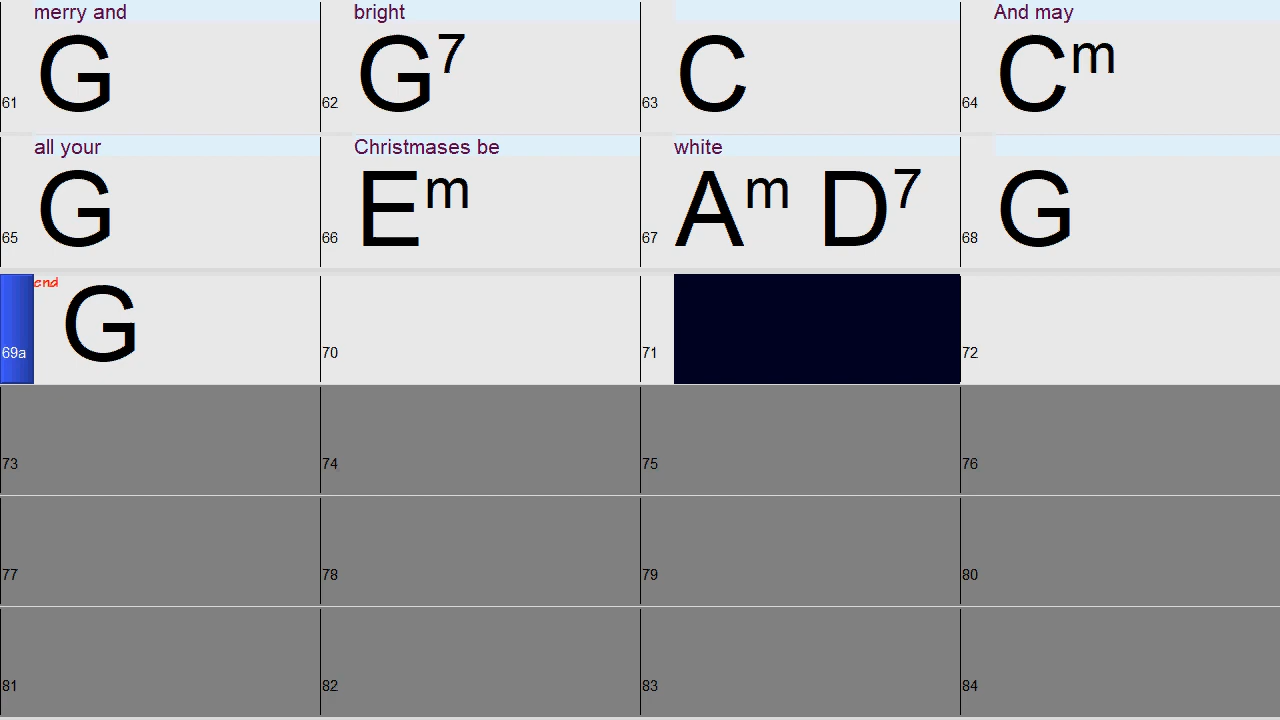 merry and bright And may
61 G 62 G7 63 C 64 Cm
all your Christmases be white
65 G 66 Em 67 Am D7 68 G
end
69a G 70 71 72
73 74 75 76
77 78 79 80
81 82 83 84